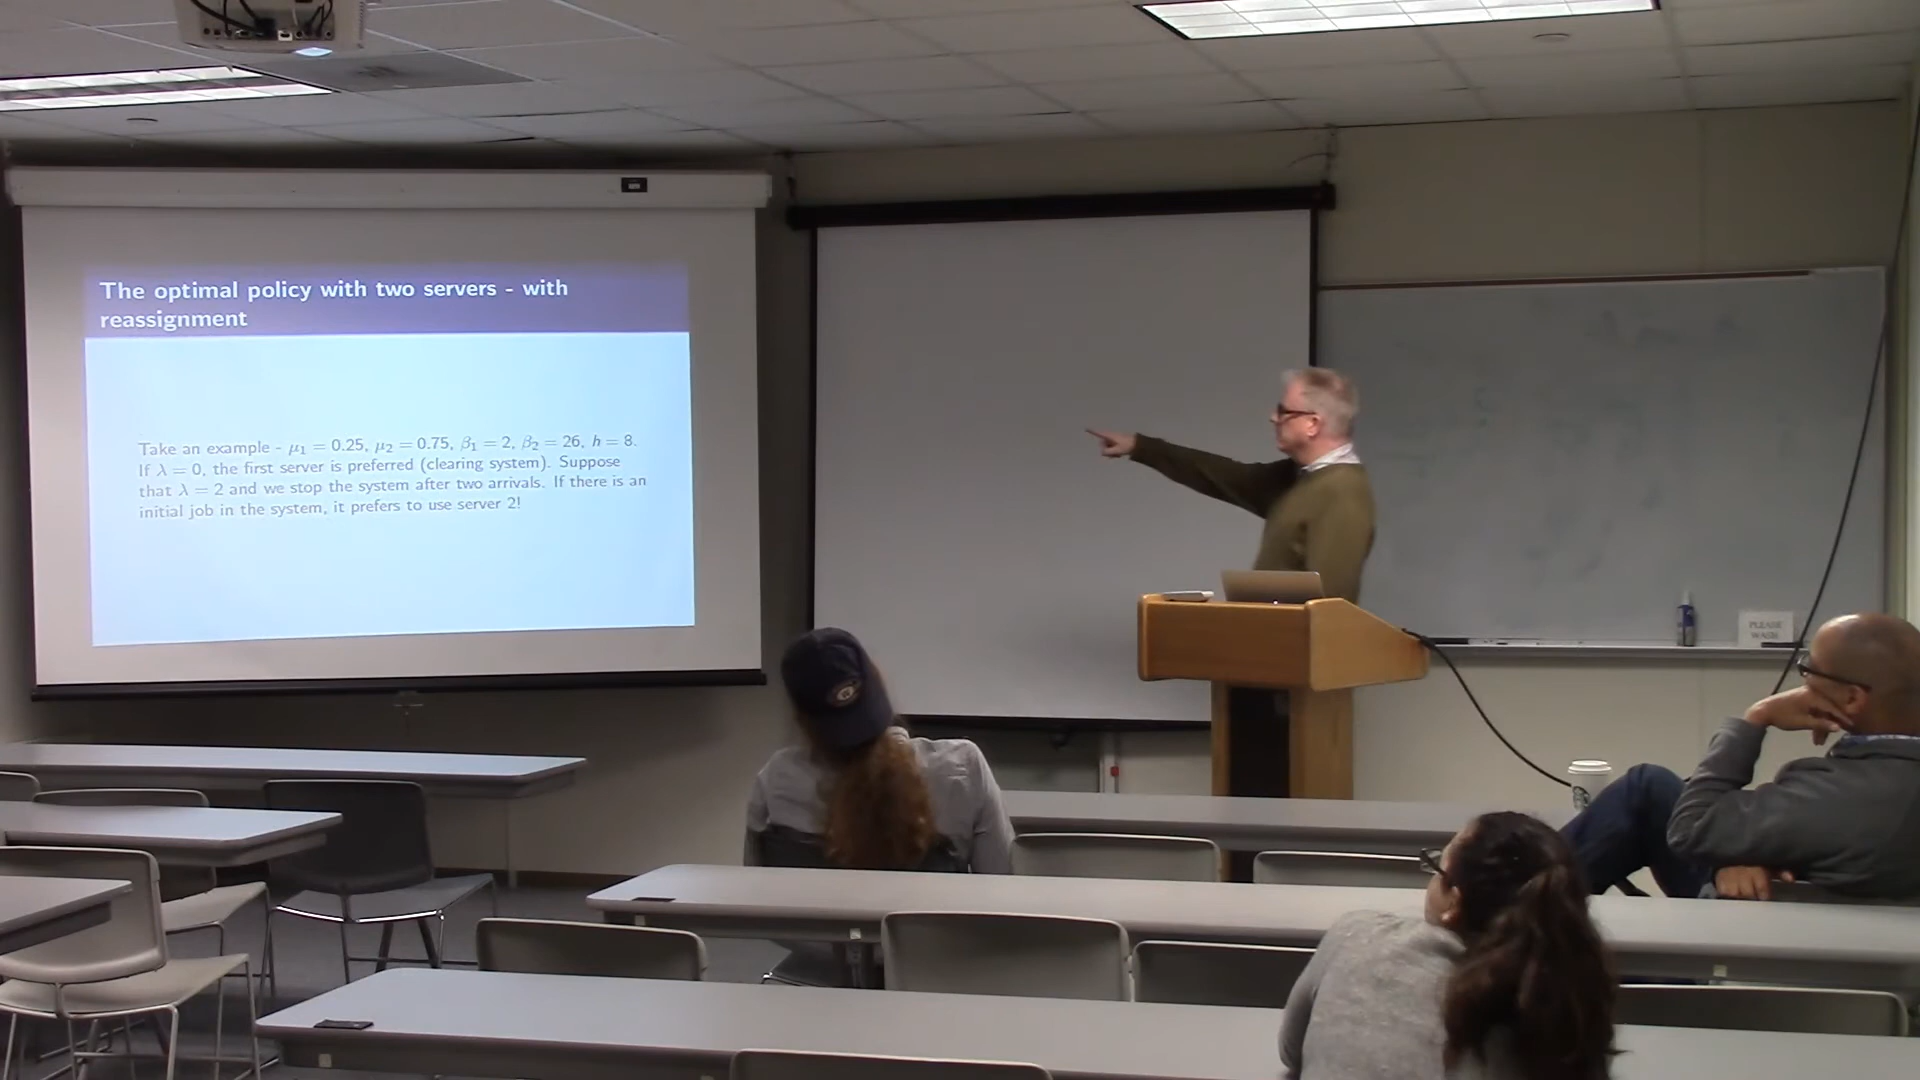 The optimal policy with two servers - with
reassignment
Take an example - μ₁ = 0.25, μ₂ = 0.75, β₁ = 2, β₂ = 26, h = 8.
If λ = 0, the first server is preferred (clearing system). Suppose
that λ = 2 and we stop the system after two arrivals. If there is an
initial job in the system, it prefers to use server 2!
PLEASE
WASH